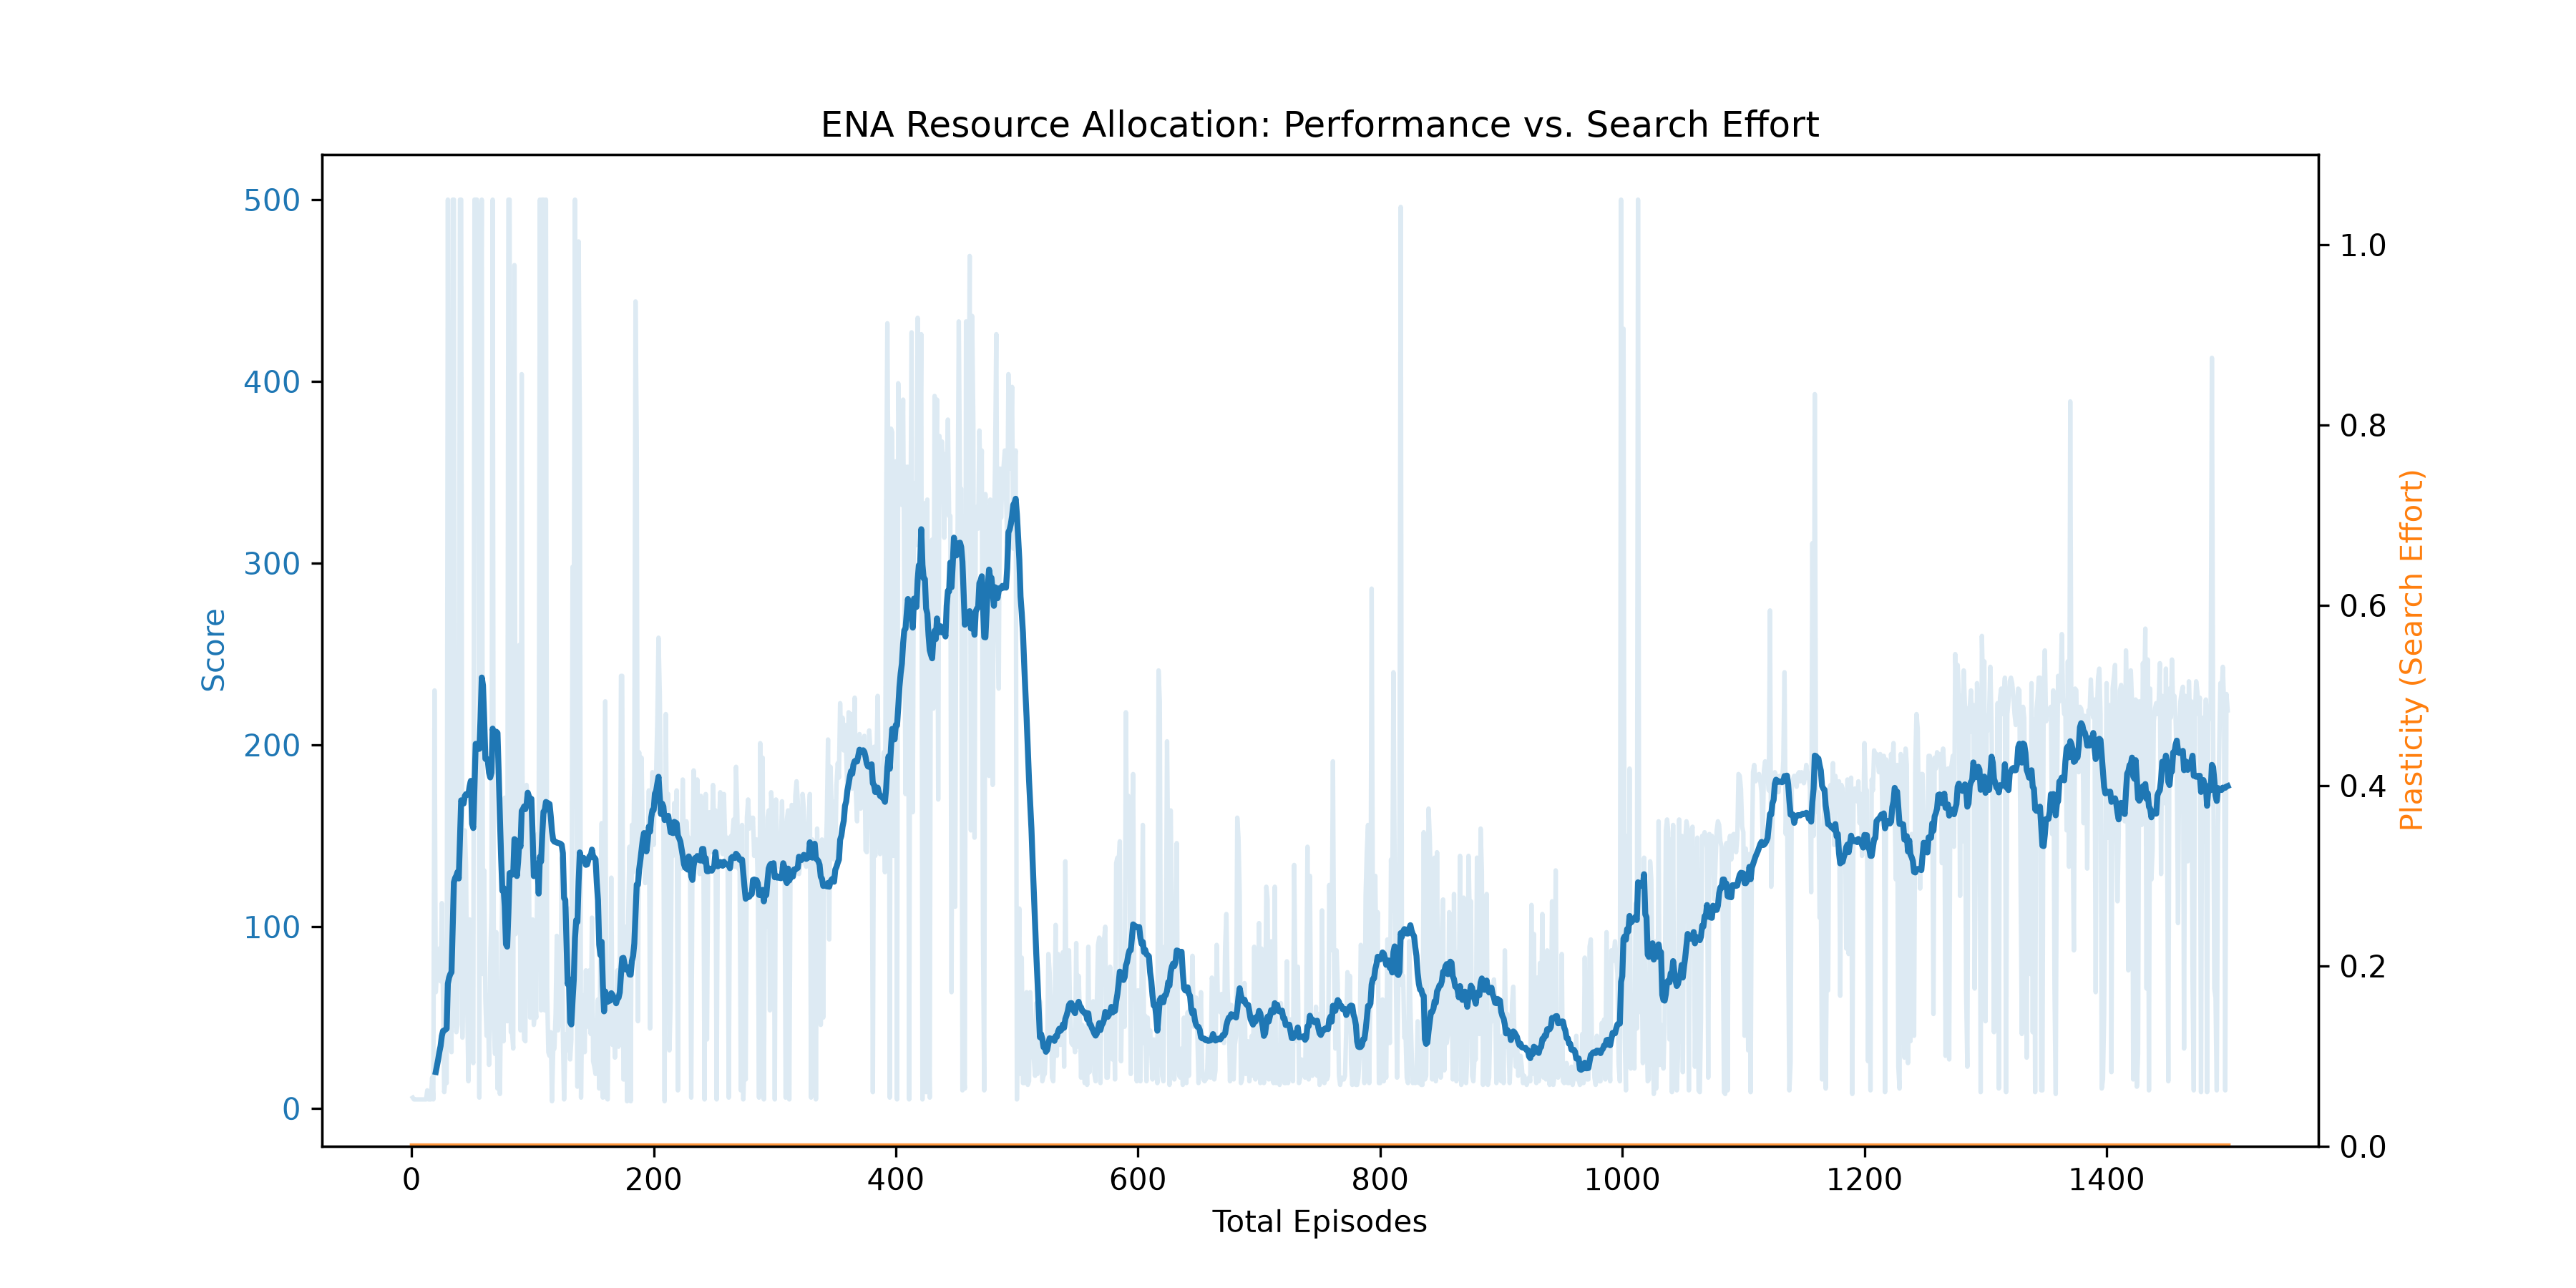 ENA Resource Allocation: Performance vs. Search Effort
500
400
300
200
100
0
Score
1.0
0.8
0.6
0.4
0.2
0.0
Plasticity (Search Effort)
0 200 400 600 800 1000 1200 1400
Total Episodes